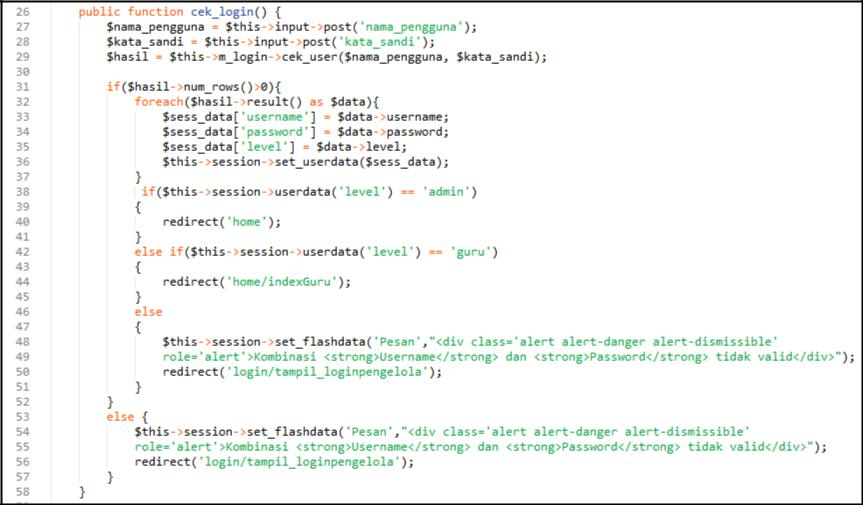 26 public function cek_login() {
27 $nama_pengguna = $this->input->post('nama_pengguna');
28 $kata_sandi = $this->input->post('kata_sandi');
29 $hasil = $this->m_login->cek_user($nama_pengguna, $kata_sandi);
30
31 if($hasil->num_rows()>0){
32 foreach($hasil->result() as $data){
33 $sess_data['username'] = $data->username;
34 $sess_data['password'] = $data->password;
35 $sess_data['level'] = $data->level;
36 $this->session->set_userdata($sess_data);
37 }
38 if($this->session->userdata('level') == 'admin')
39 {
40 redirect('home');
41 }
42 else if($this->session->userdata('level') == 'guru')
43 {
44 redirect('home/indexGuru');
45 }
46 else
47 {
48 $this->session->set_flashdata('Pesan',"<div class='alert alert-danger alert-dismissible'
49 role='alert'>Kombinasi <strong>Username</strong> dan <strong>Password</strong> tidak valid</div>");
50 redirect('login/tampil_loginpengelola');
51 }
52 }
53 else {
54 $this->session->set_flashdata('Pesan',"<div class='alert alert-danger alert-dismissible'
55 role='alert'>Kombinasi <strong>Username</strong> dan <strong>Password</strong> tidak valid</div>");
56 redirect('login/tampil_loginpengelola');
57 }
58 }